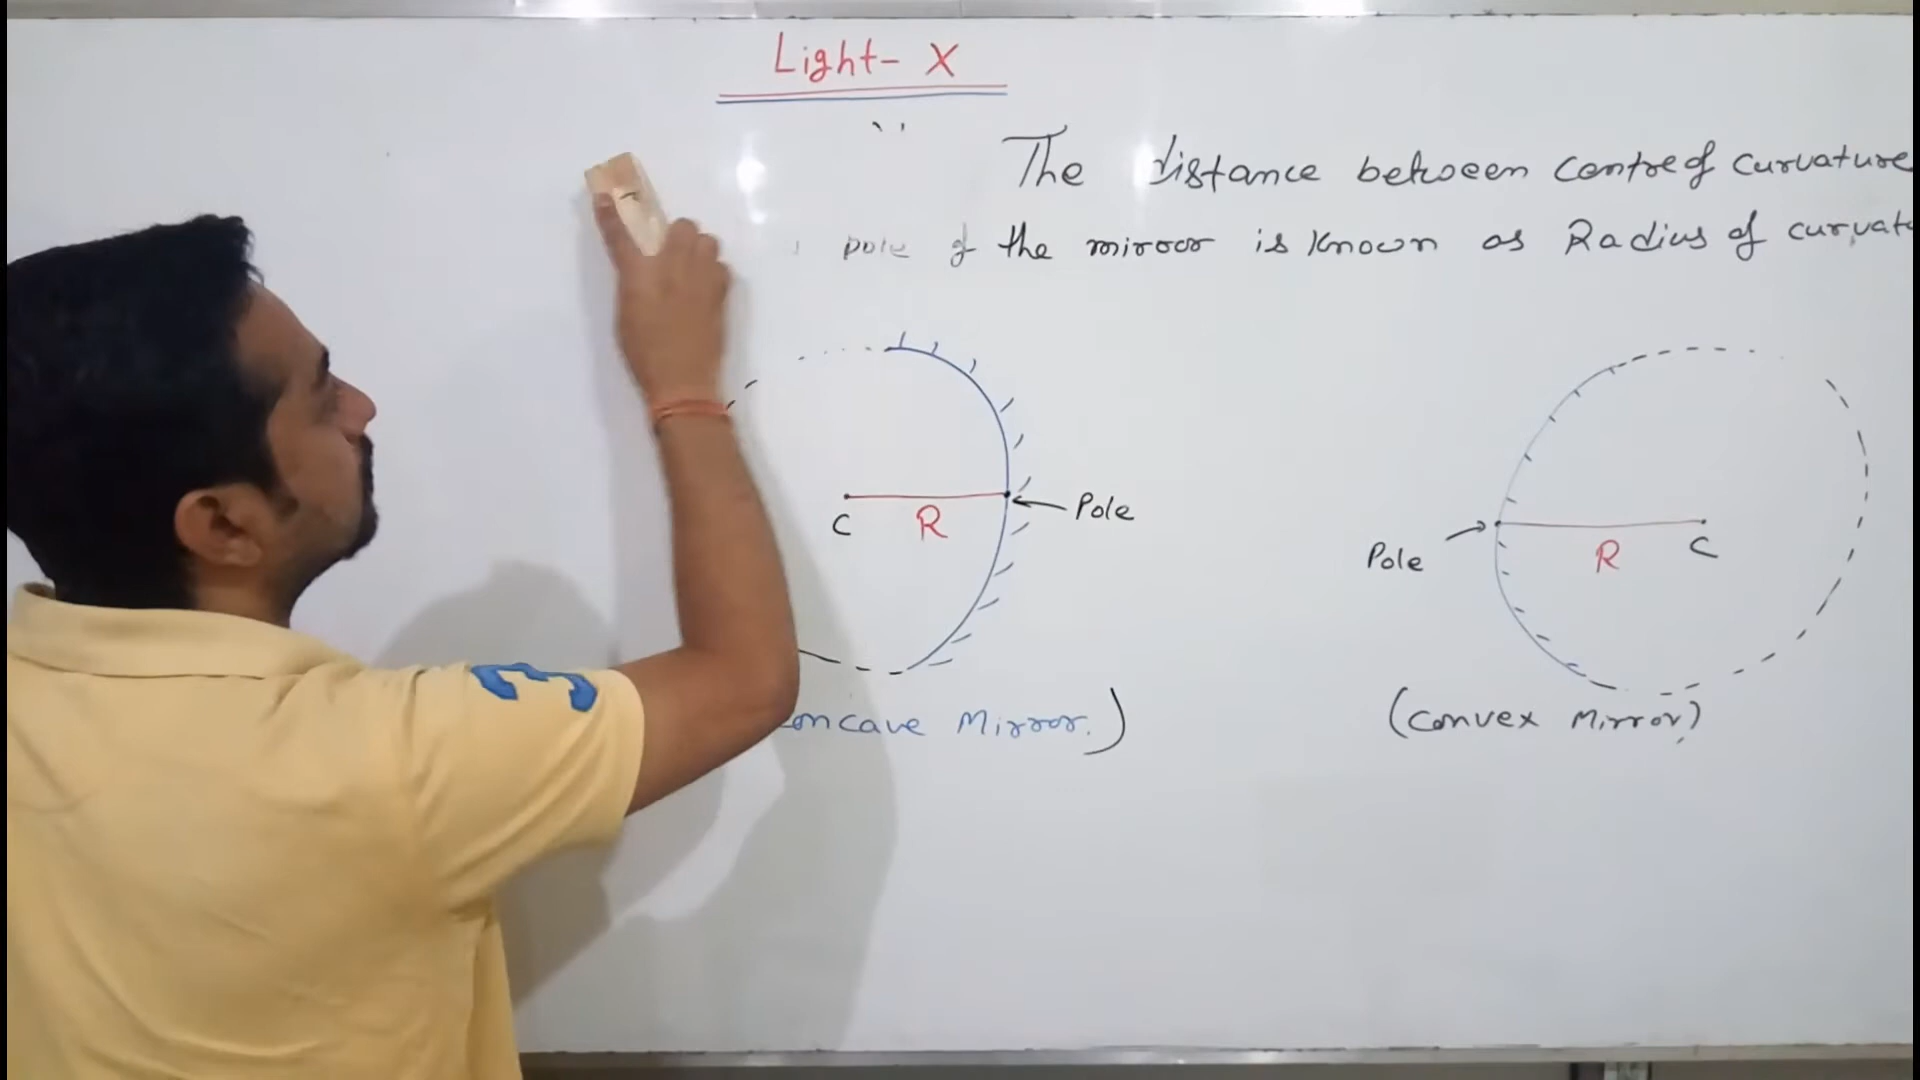 Light - X
The distance between centre of curvature
pole of the mirror is known as Radius of curvat
C
R
Pole
Pole
R
C
oncave Mirror.)
(Convex Mirror)